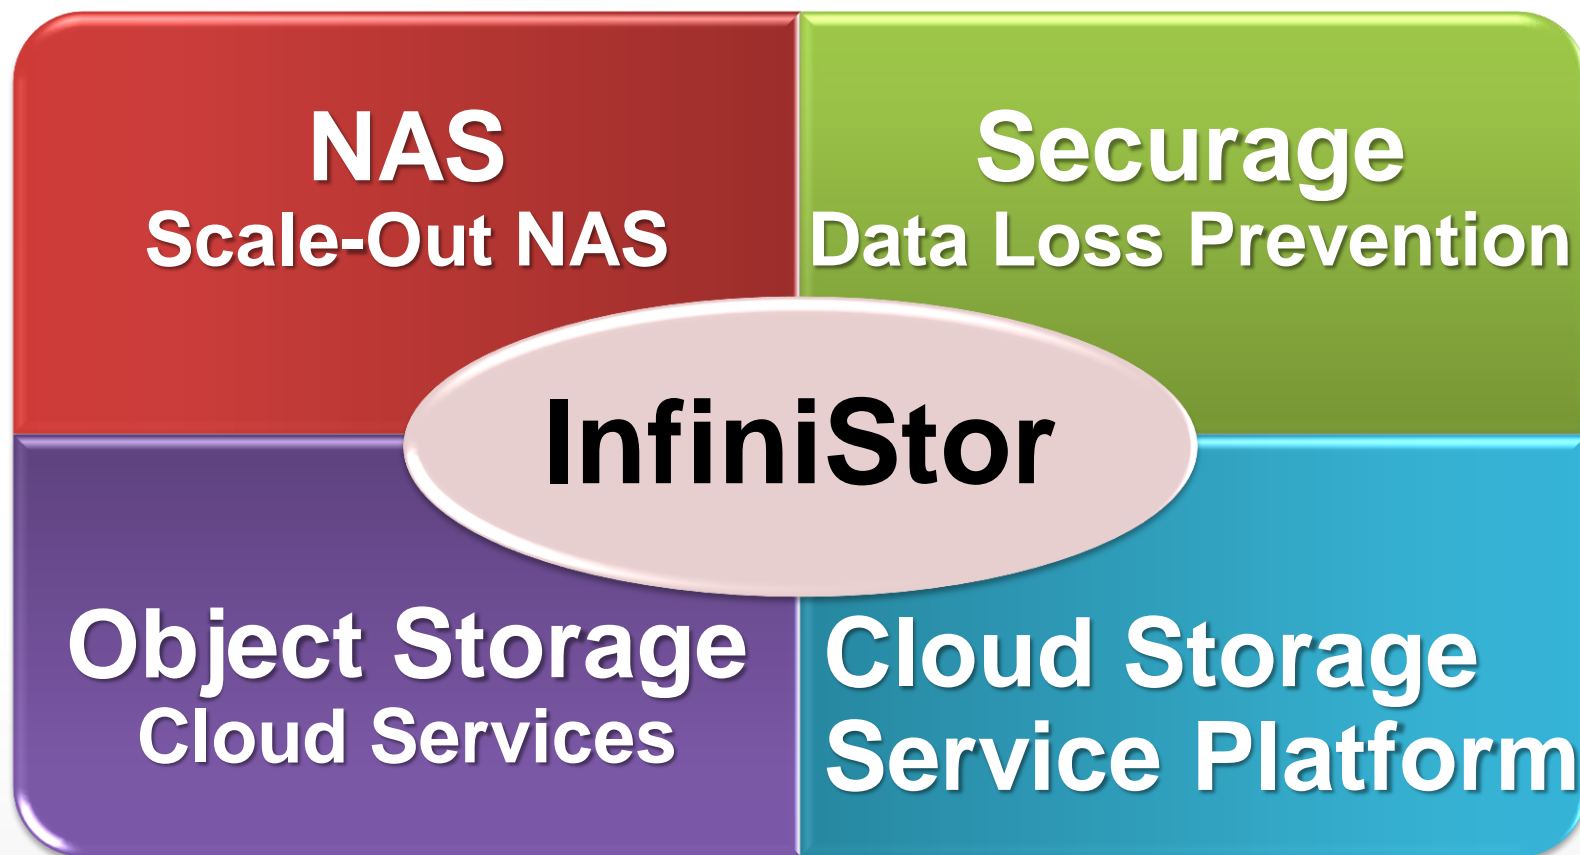 NAS
Scale-Out NAS
Securage
Data Loss Prevention
InfiniStor
Object Storage
Cloud Services
Cloud Storage
Service Platform